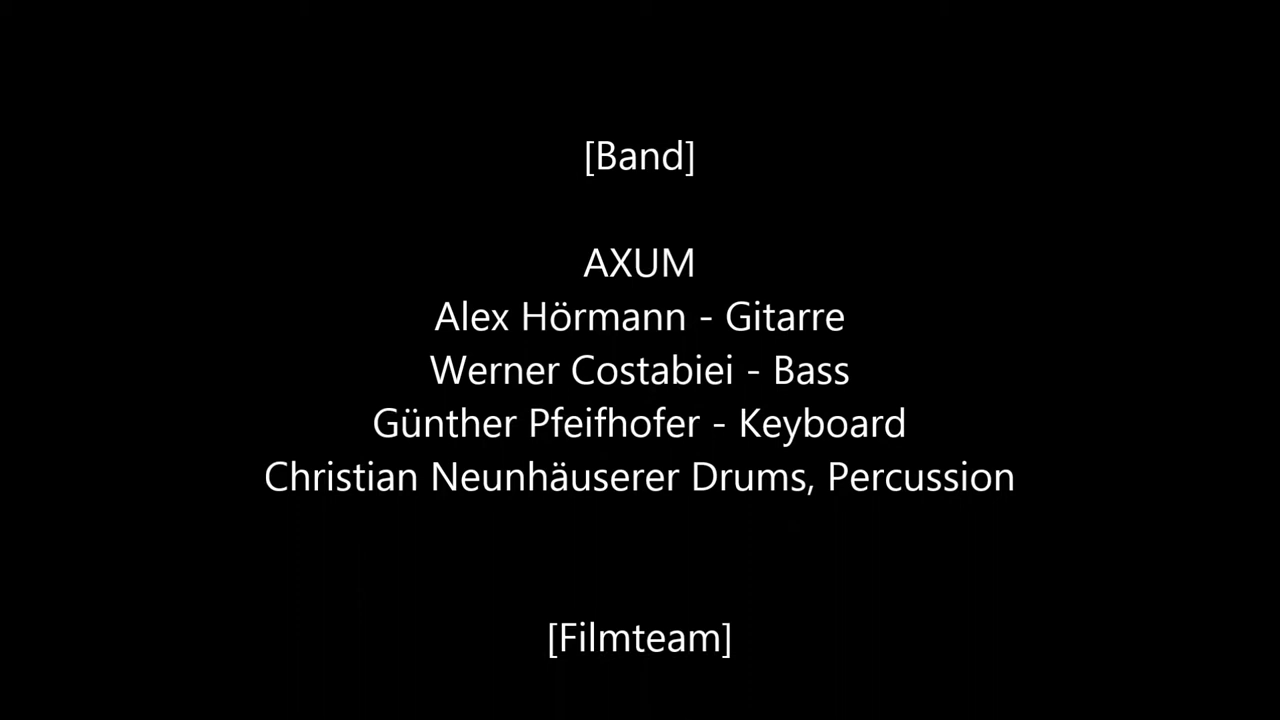 [Band]
AXUM
Alex Hörmann - Gitarre
Werner Costabiei - Bass
Günther Pfeifhofer - Keyboard
Christian Neunhäuserer Drums, Percussion
[Filmteam]